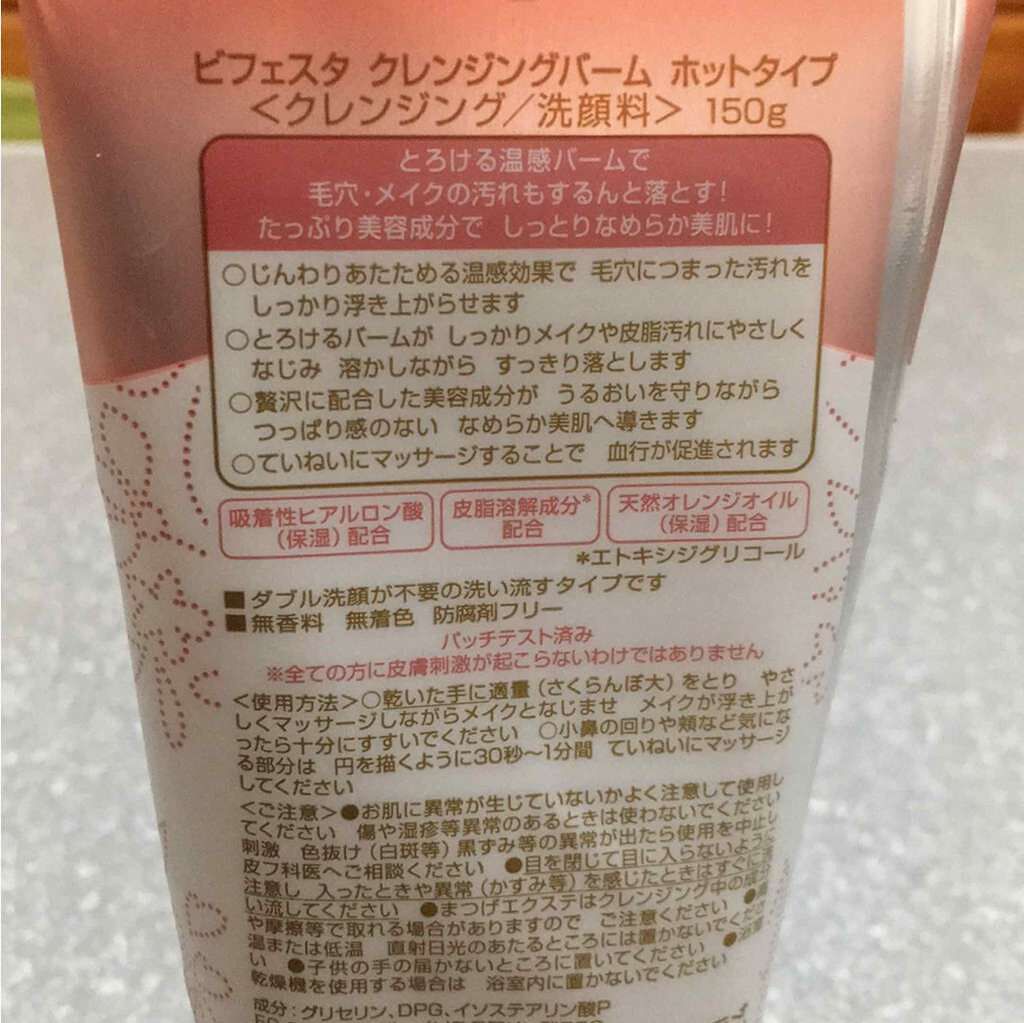 ビフェスタ クレンジングバーム ホットタイプ
＜クレンジング／洗顔料＞ 150g
とろける温感バームで
毛穴・メイクの汚れもするんと落とす!
たっぷり美容成分で しっとりなめらか美肌に!
○じんわりあたためる温感効果で 毛穴につまった汚れを
しっかり浮き上がらせます
○とろけるバームが しっかりメイクや皮脂汚れにやさしく
なじみ 溶かしながら すっきり落とします
○贅沢に配合した美容成分が うるおいを守りながら
つっぱり感のない なめらか美肌へ導きます
○ていねいにマッサージすることで 血行が促進されます
吸着性ヒアルロン酸
（保湿）配合
皮脂溶解成分*
配合
天然オレンジオイル
（保湿）配合
*エトキシジグリコール
■ダブル洗顔が不要の洗い流すタイプです
■無香料 無着色 防腐剤フリー
パッチテスト済み
※全ての方に皮膚刺激が起こらないわけではありません
＜使用方法＞○乾いた手に適量（さくらんぼ大）をとり やさ
しくマッサージしながらメイクとなじませ メイクが浮き上が
ったら十分にすすいでください ○小鼻の回りや頬など気にな
る部分は 円を描くように30秒〜1分間 ていねいにマッサージ
してください
＜ご注意＞●お肌に異常が生じていないかよく注意して使用し
てください 傷や湿疹等異常のあるときは使わないでください
刺激 色抜け（白斑等）黒ずみ等の異常が出たら使用を中止し
皮フ科医へご相談ください ●目を閉じて目に入らないように
注意し 入ったときや異常（かすみ等）を感じたときはすぐに洗
い流してください ●まつげエクステはクレンジング中の成分
や摩擦等で取れる場合がありますので ご注意ください ●高
温または低温 直射日光のあたるところには置かないでくださ
い ●子供の手の届かないところに置いてください ●浴室
乾燥機を使用する場合は 浴室内に置かないでください
成分：グリセリン、DPG、イソステアリン酸P